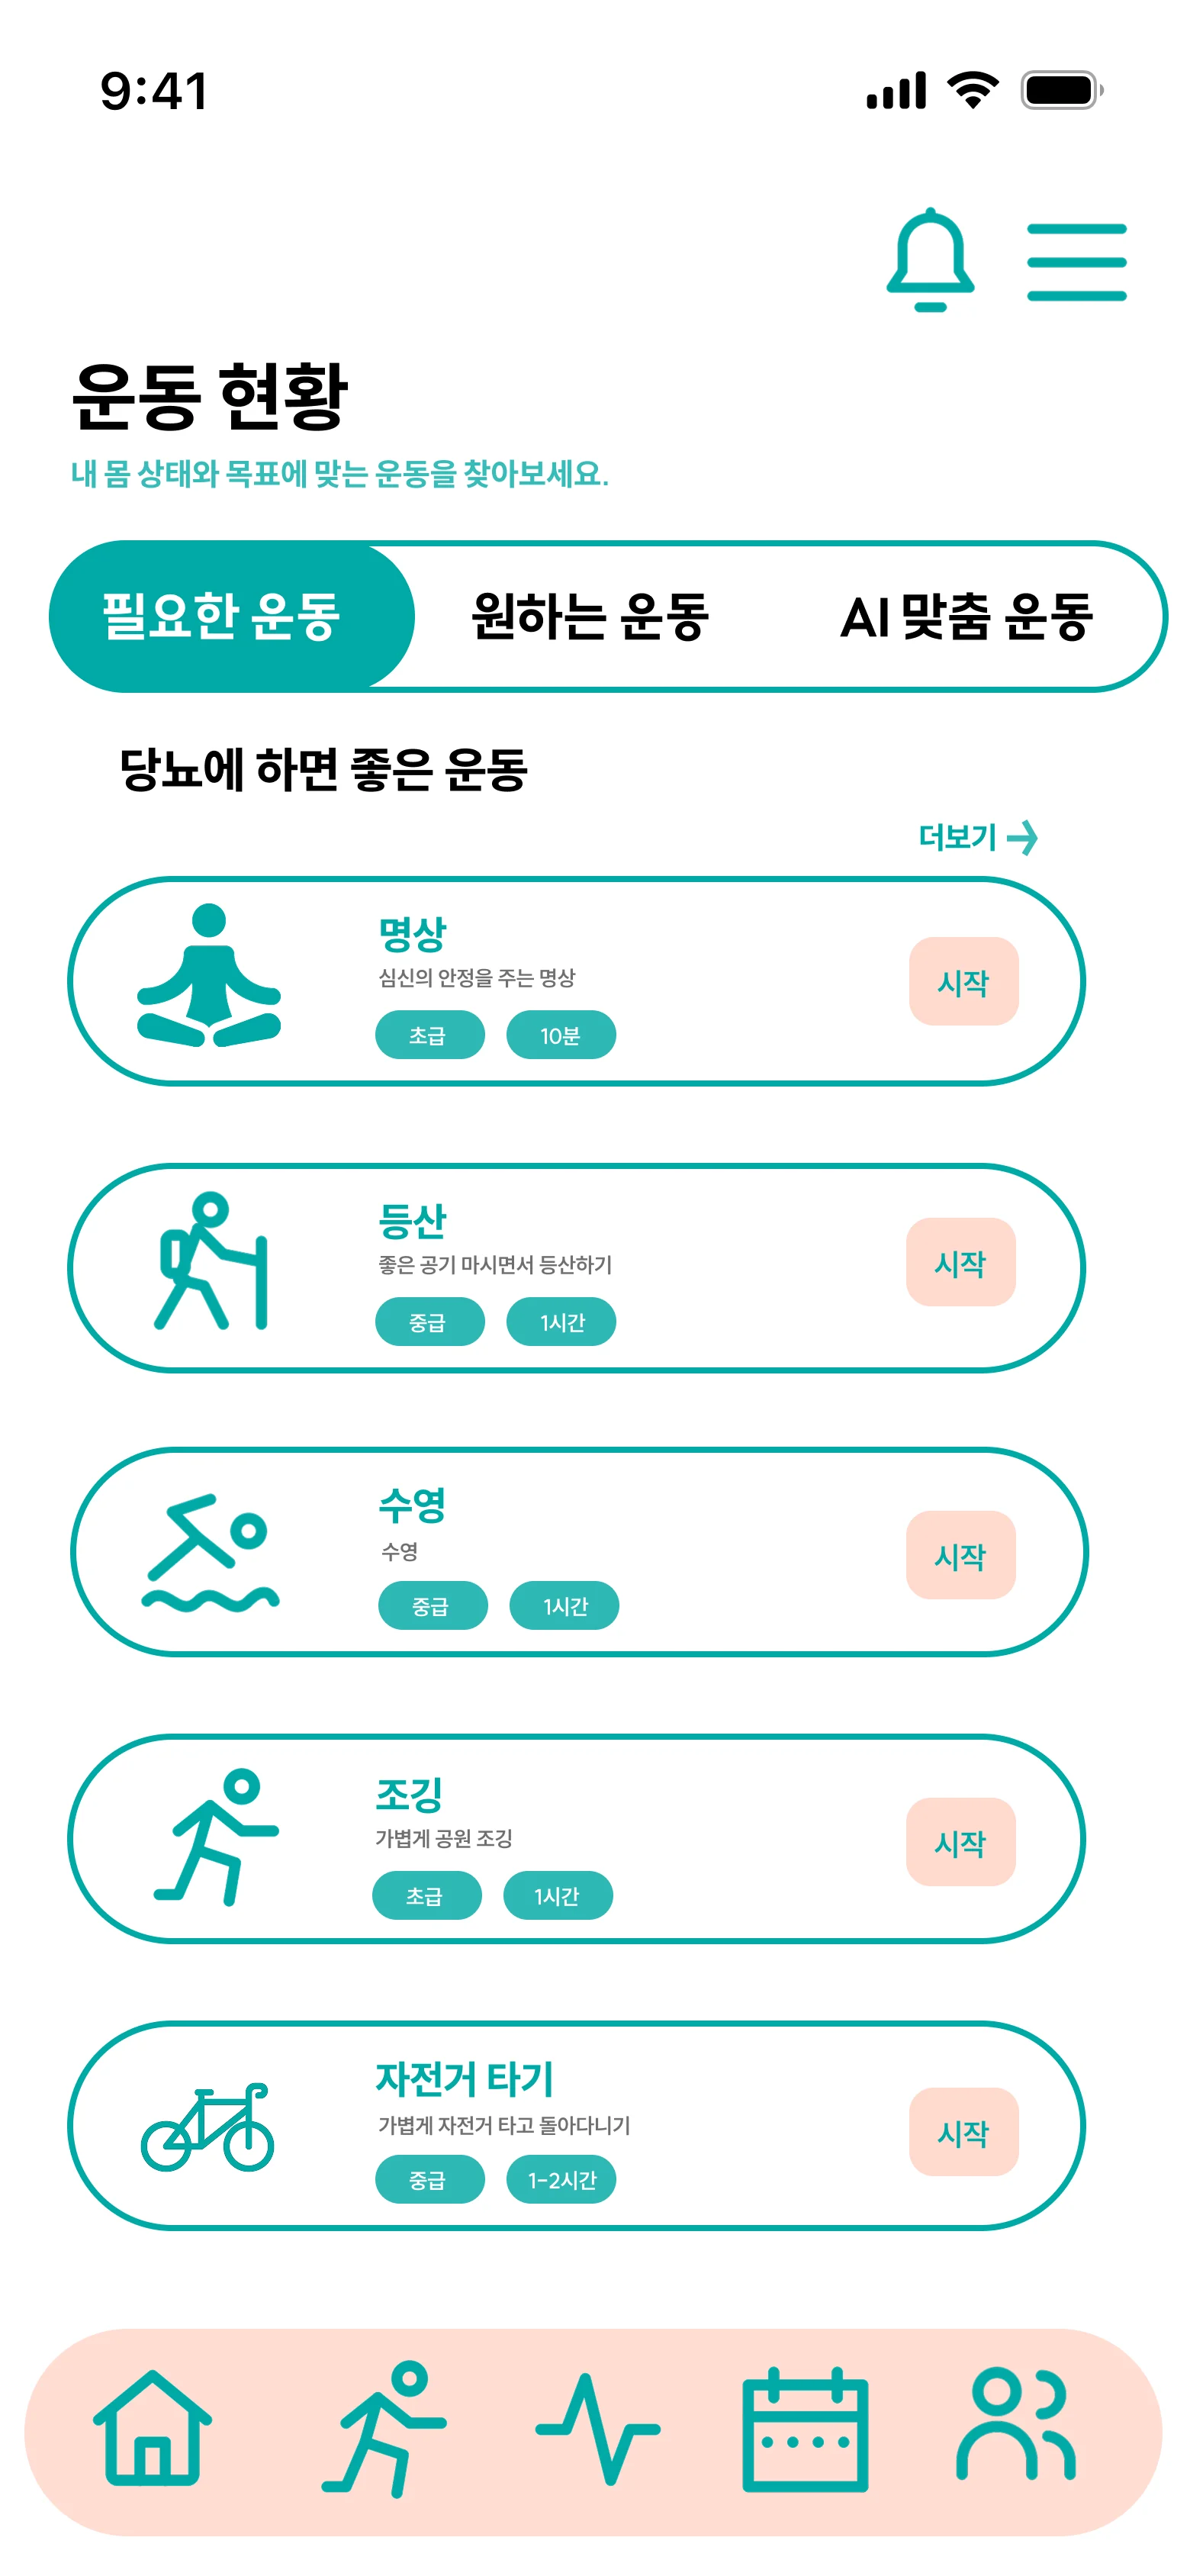 9:41
운동 현황
내 몸 상태와 목표에 맞는 운동을 찾아보세요.
필요한 운동 원하는 운동 AI 맞춤 운동
당뇨에 하면 좋은 운동
더보기
명상
심신의 안정을 주는 명상
초급 10분
시작
등산
좋은 공기 마시면서 등산하기
중급 1시간
시작
수영
수영
중급 1시간
시작
조깅
가볍게 공원 조깅
초급 1시간
시작
자전거 타기
가볍게 자전거 타고 돌아다니기
중급 1-2시간
시작